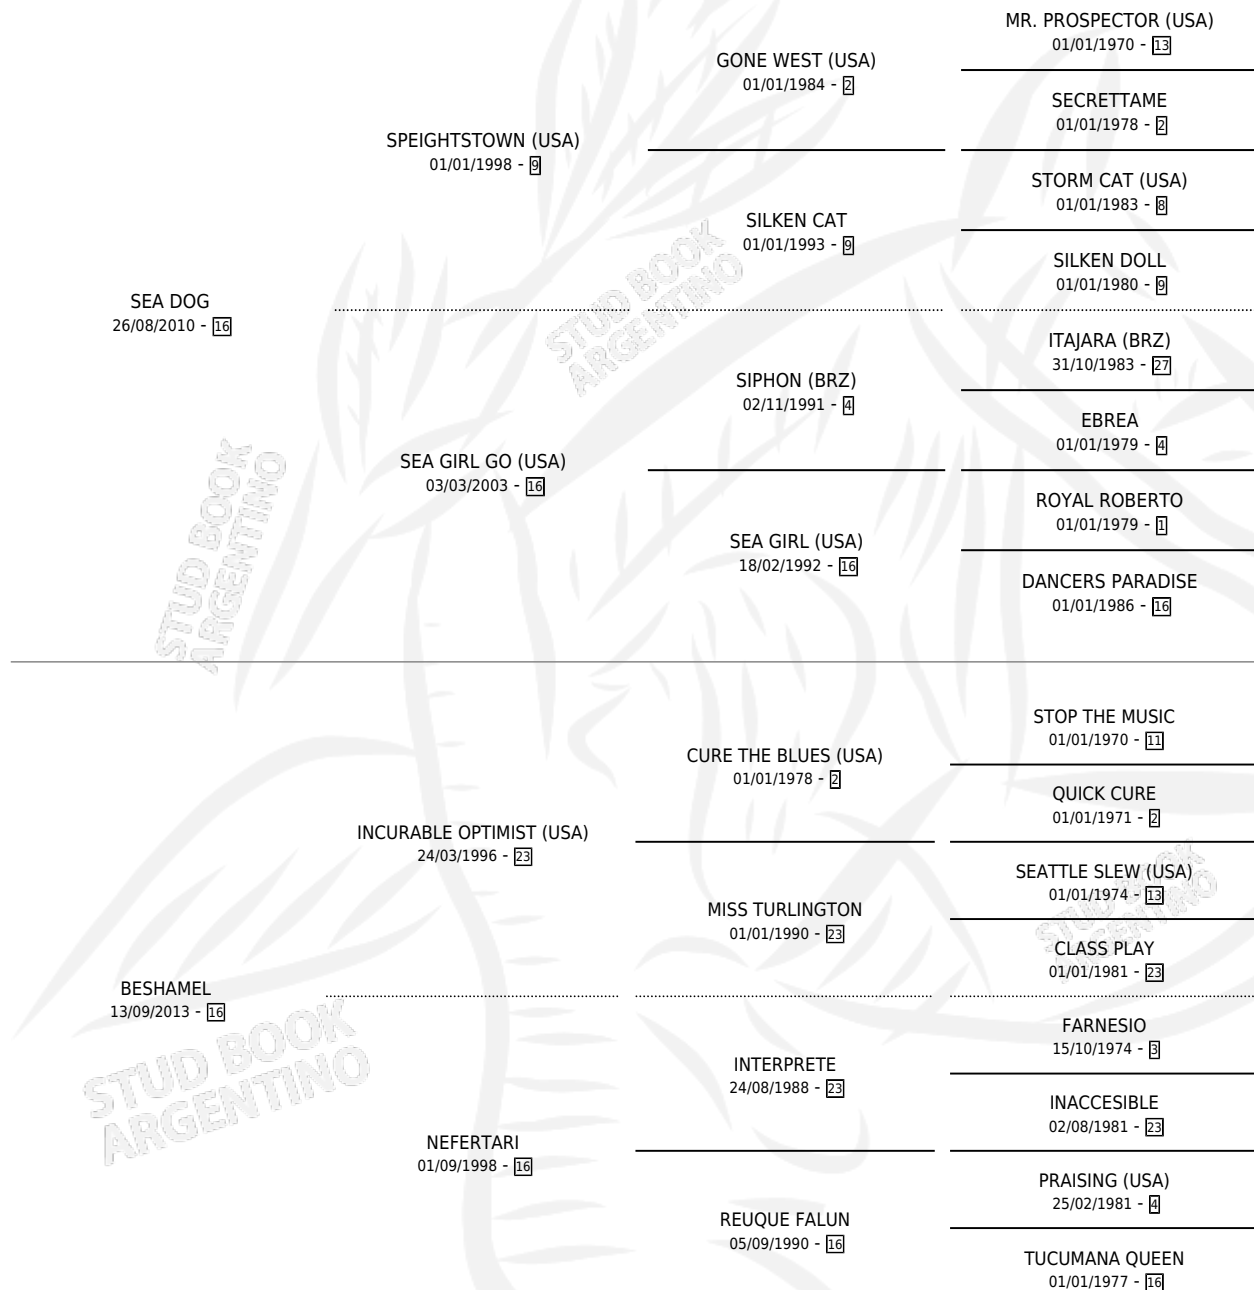 MR. PROSPECTOR (USA)
01/01/1970 - 13
GONE WEST (USA)
01/01/1984 - 2
SECRETTAME
01/01/1978 - 2
SPEIGHTSTOWN (USA)
01/01/1998 - 9
STORM CAT (USA)
01/01/1983 - 8
SILKEN CAT
01/01/1993 - 9
SILKEN DOLL
01/01/1980 - 9
SEA DOG
26/08/2010 - 16
ITAJARA (BRZ)
31/10/1983 - 27
SIPHON (BRZ)
02/11/1991 - 4
EBREA
01/01/1979 - 4
SEA GIRL GO (USA)
03/03/2003 - 16
ROYAL ROBERTO
01/01/1979 - 1
SEA GIRL (USA)
18/02/1992 - 16
DANCERS PARADISE
01/01/1986 - 16
STUD BOOK
ARGENTINO
STUD BOOK
ARGENTINO
STOP THE MUSIC
01/01/1970 - 11
CURE THE BLUES (USA)
01/01/1978 - 2
QUICK CURE
01/01/1971 - 2
INCURABLE OPTIMIST (USA)
24/03/1996 - 23
SEATTLE SLEW (USA)
01/01/1974 - 13
MISS TURLINGTON
01/01/1990 - 23
CLASS PLAY
01/01/1981 - 23
STUD BOOK
ARGENTINO
BESHAMEL
13/09/2013 - 16
FARNESIO
15/10/1974 - 3
INTERPRETE
24/08/1988 - 23
INACCESIBLE
02/08/1981 - 23
NEFERTARI
01/09/1998 - 16
PRAISING (USA)
25/02/1981 - 4
REUQUE FALUN
05/09/1990 - 16
TUCUMANA QUEEN
01/01/1977 - 16
STUD BOOK
ARGENTINO